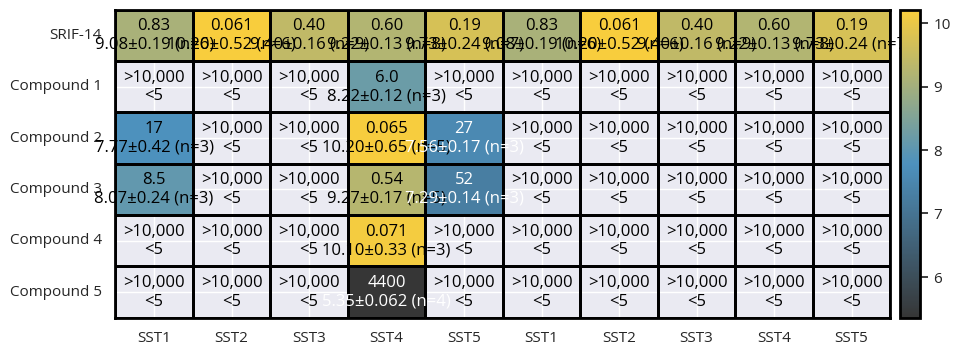 0.83 0.061 0.40 0.60 0.19 0.83 0.061 0.40 0.60 0.19 10
SRIF-14
9.08±0.19
Compound 1 >10,000 >10,000 >10,000 6.0 >10,000 >10,000 >10,000 >10,000 >10,000 >10,000 9
<5 <5 <5 8.22±0.12 (n=3) <5 <5 <5 <5 <5 <5
Compound 2 17 >10,000 >10,000 0.065 27 >10,000 >10,000 >10,000 >10,000 >10,000 8
7.77±0.42 (n=3) <5 <5 10.20±0.65 7.56±0.17 (n=3) <5 <5 <5 <5 <5
Compound 3 8.5 >10,000 >10,000 0.54 52 >10,000 >10,000 >10,000 >10,000 >10,000
8.07±0.24 (n=3) <5 <5 9.27±0.17 7.29±0.14 (n=3) <5 <5 <5 <5 <5 7
Compound 4 >10,000 >10,000 >10,000 0.071 >10,000 >10,000 >10,000 >10,000 >10,000 >10,000
<5 <5 <5 10.10±0.33 (n=3) <5 <5 <5 <5 <5 <5
Compound 5 >10,000 >10,000 >10,000 4400 >10,000 >10,000 >10,000 >10,000 >10,000 >10,000 6
<5 <5 <5 5.35±0.062 (n=4) <5 <5 <5 <5 <5 <5
SST1 SST2 SST3 SST4 SST5 SST1 SST2 SST3 SST4 SST5